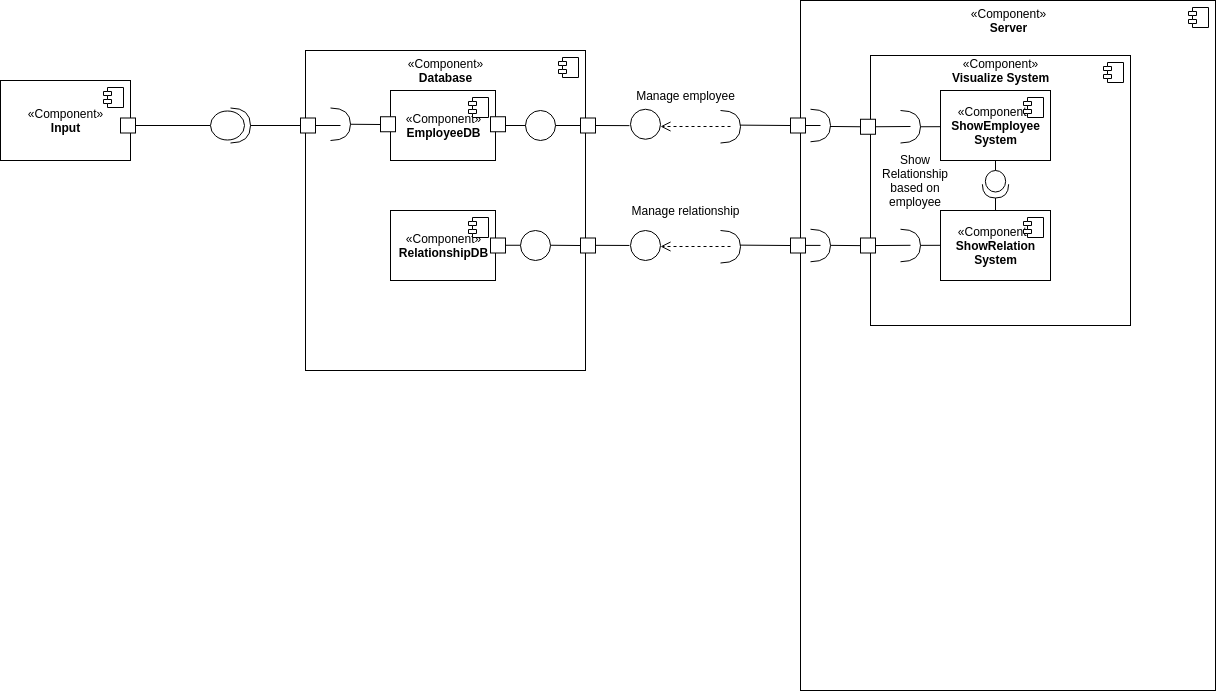 «Component»
Input
«Component»
Database
«Component»
EmployeeDB
«Component»
RelationshipDB
Manage employee
Manage relationship
«Component»
Server
«Component»
Visualize System
«Component»
ShowEmployee
System
Show
Relationship
based on
employee
«Component»
ShowRelation
System